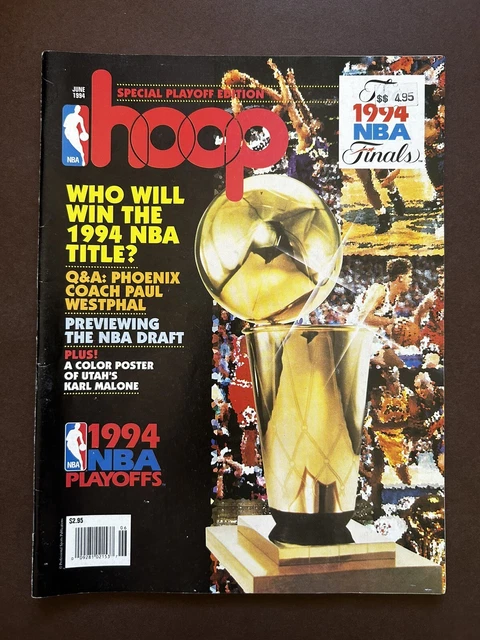 JUNE
1994
SPECIAL PLAYOFF EDITION
hoop
NBA
The
$$ 4.95
1994
NBA
Finals
WHO WILL
WIN THE
1994 NBA
TITLE?
Q&A: PHOENIX
COACH PAUL
WESTPHAL
PREVIEWING
THE NBA DRAFT
PLUS!
A COLOR POSTER
OF UTAH'S
KARL MALONE
NBA
1994
NBA
PLAYOFFS
$2.95
06